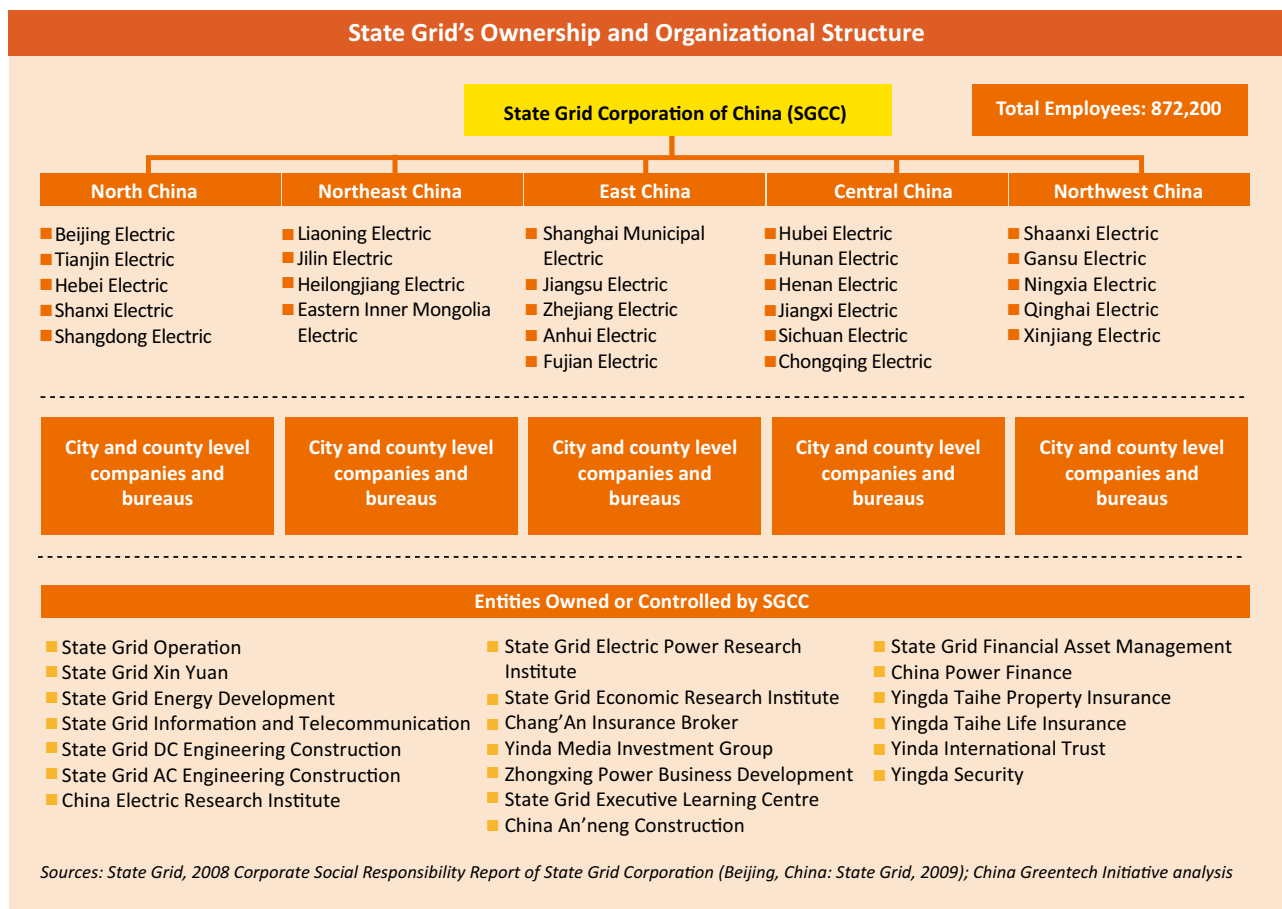 State Grid's Ownership and Organizational Structure
State Grid Corporation of China (SGCC)
Total Employees: 872,200
North China
Beijing Electric
Tianjin Electric
Hebei Electric
Shanxi Electric
Shangdong Electric
Northeast China
Liaoning Electric
Jilin Electric
Heilongjiang Electric
Eastern Inner Mongolia
Electric
East China
Shanghai Municipal
Electric
Jiangsu Electric
Zhejiang Electric
Anhui Electric
Fujian Electric
Central China
Hubei Electric
Hunan Electric
Henan Electric
Jiangxi Electric
Sichuan Electric
Chongqing Electric
Northwest China
Shaanxi Electric
Gansu Electric
Ningxia Electric
Qinghai Electric
Xinjiang Electric
City and county level
companies and
bureaus
City and county level
companies and
bureaus
City and county level
companies and
bureaus
City and county level
companies and
bureaus
City and county level
companies and
bureaus
Entities Owned or Controlled by SGCC
State Grid Operation
State Grid Xin Yuan
State Grid Energy Development
State Grid Information and Telecommunication
State Grid DC Engineering Construction
State Grid AC Engineering Construction
China Electric Research Institute
State Grid Electric Power Research
Institute
State Grid Economic Research Institute
Chang'An Insurance Broker
Yinda Media Investment Group
Zhongxing Power Business Development
State Grid Executive Learning Centre
China An'neng Construction
State Grid Financial Asset Management
China Power Finance
Yingda Taihe Property Insurance
Yingda Taihe Life Insurance
Yinda International Trust
Yingda Security
Sources: State Grid, 2008 Corporate Social Responsibility Report of State Grid Corporation (Beijing, China: State Grid, 2009); China Greentech Initiative analysis